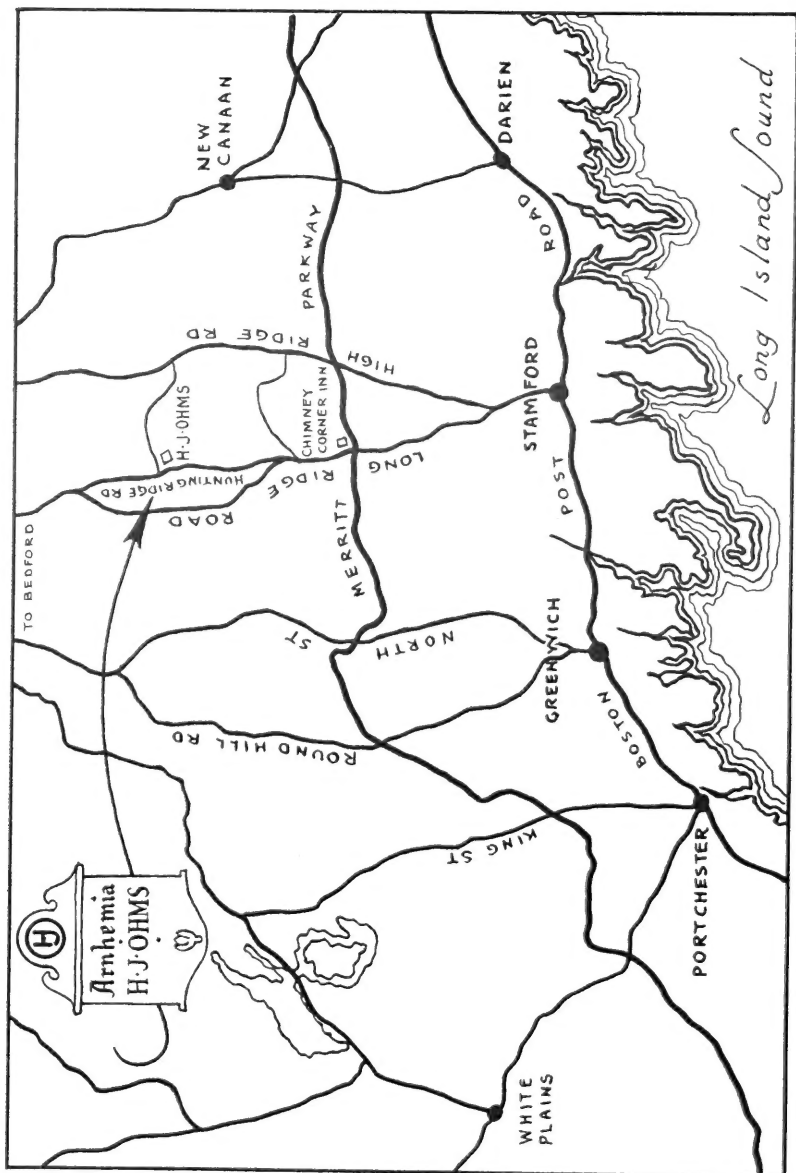 TO BEDFORD
NEW
CANAAN
HIGH RIDGE RD
H·J·OHMS
HUNTING RIDGE RD
LONG RIDGE ROAD
CHIMNEY
CORNER INN
MERRITT PARKWAY
NORTH ST
ROUND HILL RD
KING ST
HJ
Arnhemia
H·J·OHMS
DARIEN
STAMFORD
GREENWICH
PORTCHESTER
WHITE
PLAINS
BOSTON POST ROAD
Long Island Sound